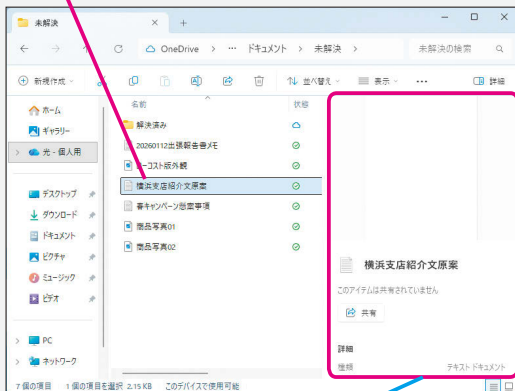 未解決
OneDrive > ... ドキュメント > 未解決 >
未解決の検索
新規作成
並べ替え
表示
...
詳細
名前
状態
ホーム
ギャラリー
光 - 個人用
デスクトップ
ダウンロード
ドキュメント
ピクチャ
ミュージック
ビデオ
PC
ネットワーク
解決済み
20260112出張報告書メモ
ーコスト版外観
横浜支店紹介文原案
春キャンペーン懸案事項
商品写真01
商品写真02
横浜支店紹介文原案
このアイテムは共有されていません
共有
詳細
種類
テキスト ドキュメント
7 個の項目 1 個の項目を選択 2.15 KB このデバイスで使用可能